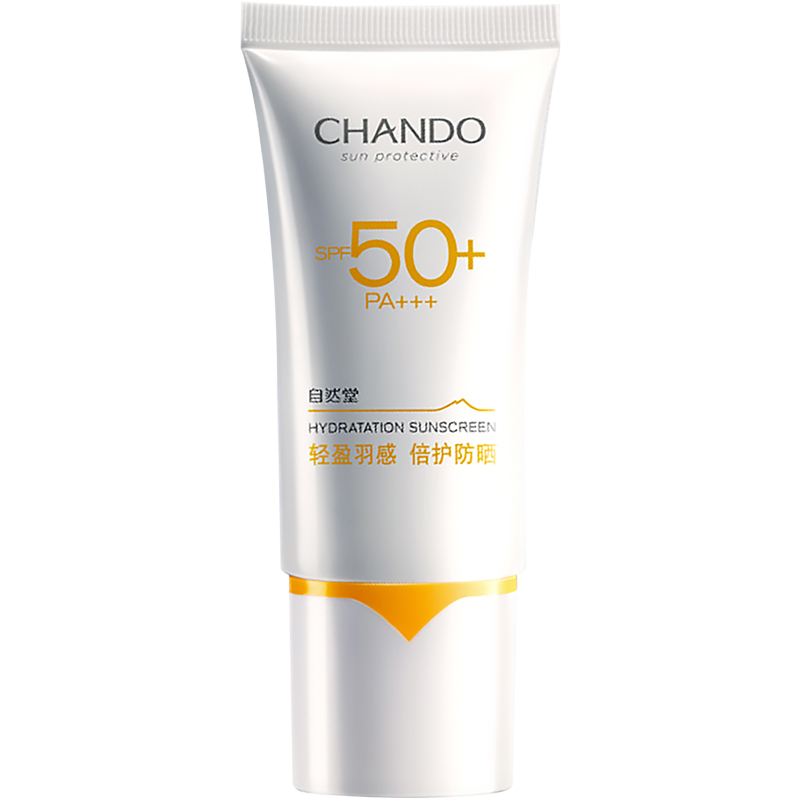 CHANDO
sun protective
SPF50+
PA+++
自然堂
HYDRATATION SUNSCREEN
轻盈羽感 倍护防晒